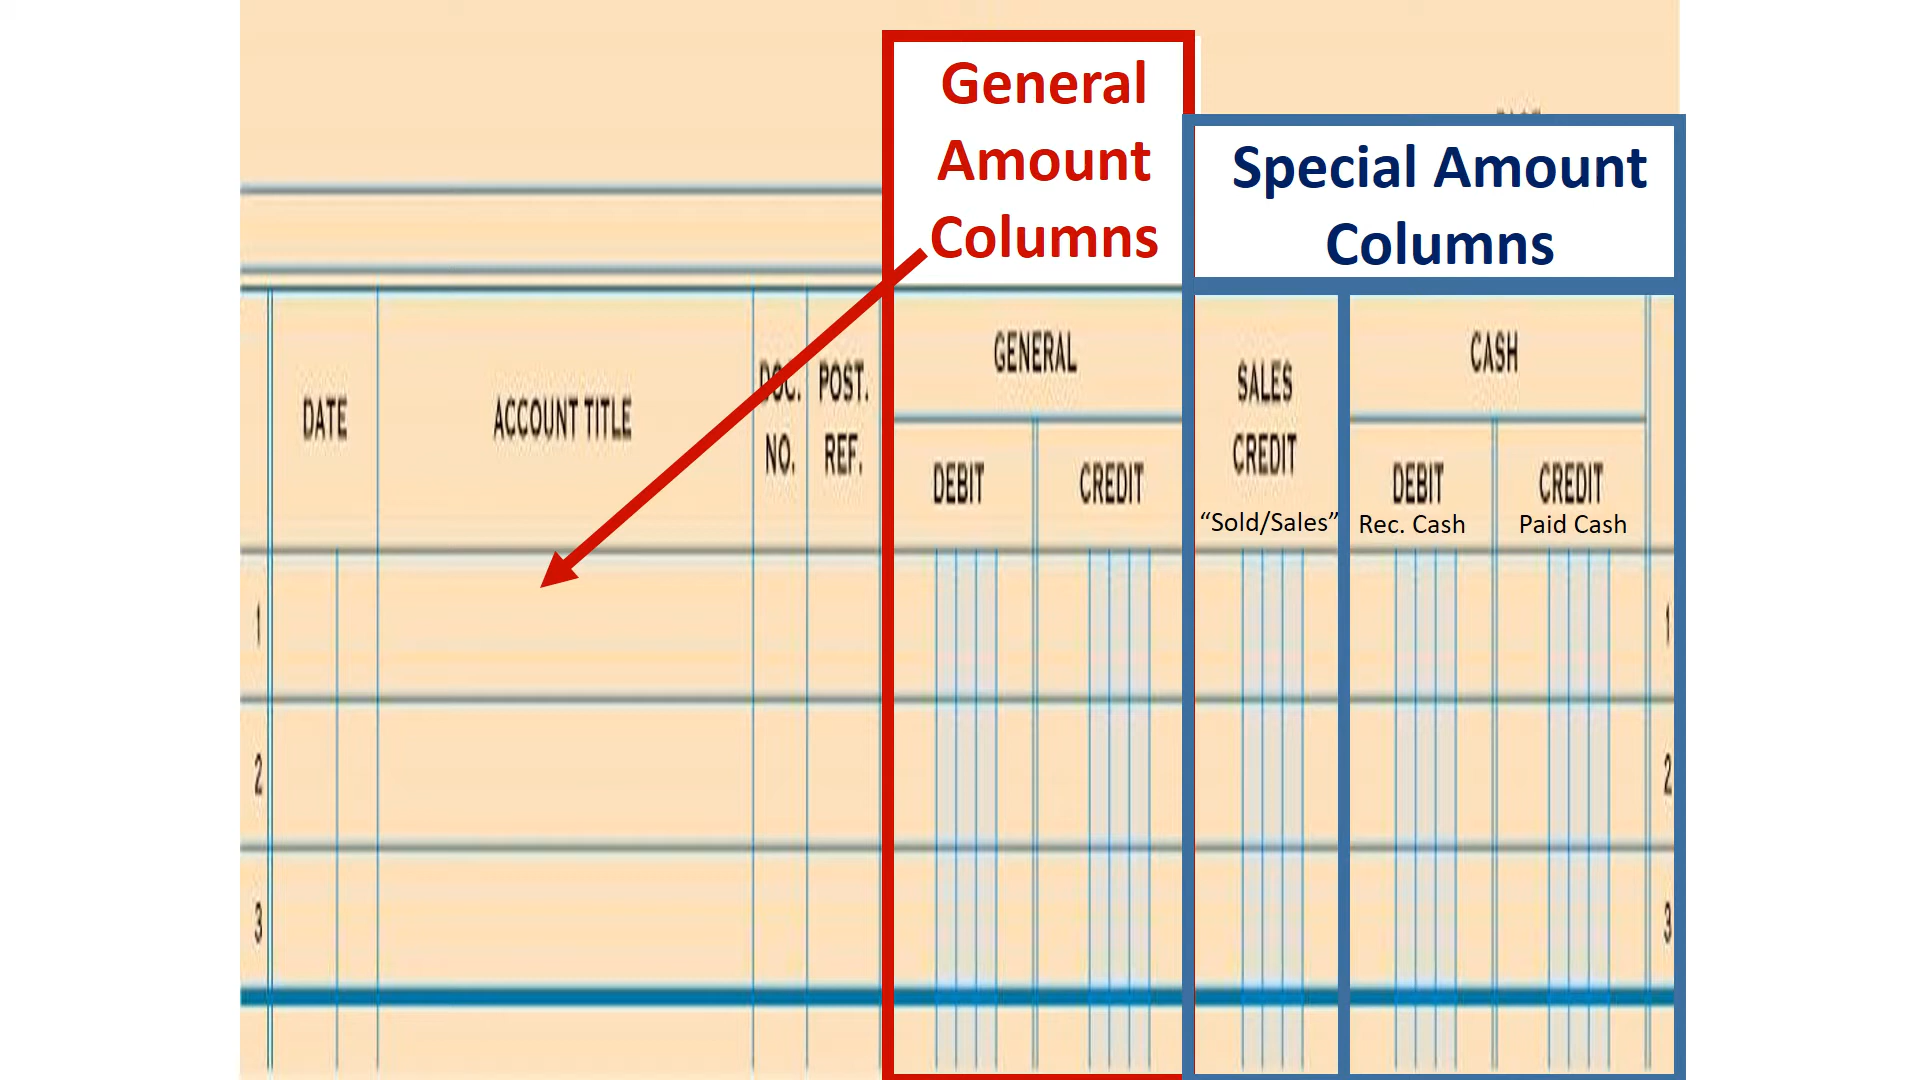 General
Amount
Columns
Special Amount
Columns
DATE
ACCOUNT TITLE
DOC.
NO.
POST.
REF.
GENERAL
DEBIT
CREDIT
SALES
CREDIT
“Sold/Sales”
CASH
DEBIT
Rec. Cash
CREDIT
Paid Cash
1
1
2
2
3
3